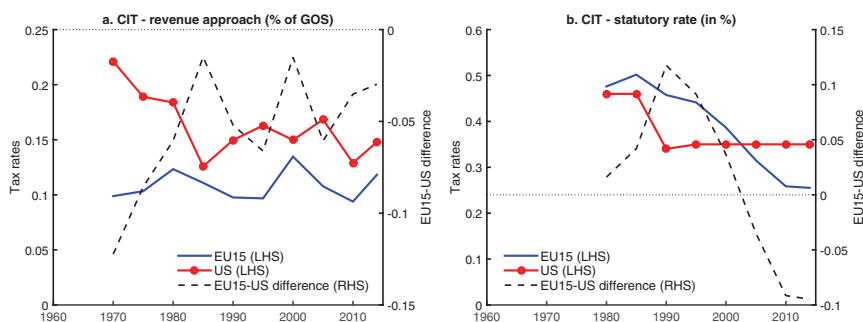 a. CIT - revenue approach (% of GOS)
0.25
0.2
0.15
0.1
0.05
0
Tax rates
0
-0.05
-0.1
-0.15
EU15-US difference
EU15 (LHS)
US (LHS)
EU15-US difference (RHS)
1960 1970 1980 1990 2000 2010
b. CIT - statutory rate (in %)
0.6
0.5
0.4
0.3
0.2
0.1
0
Tax rates
0.15
0.1
0.05
0
-0.05
-0.1
EU15-US difference
EU15 (LHS)
US (LHS)
EU15-US difference (RHS)
1960 1970 1980 1990 2000 2010